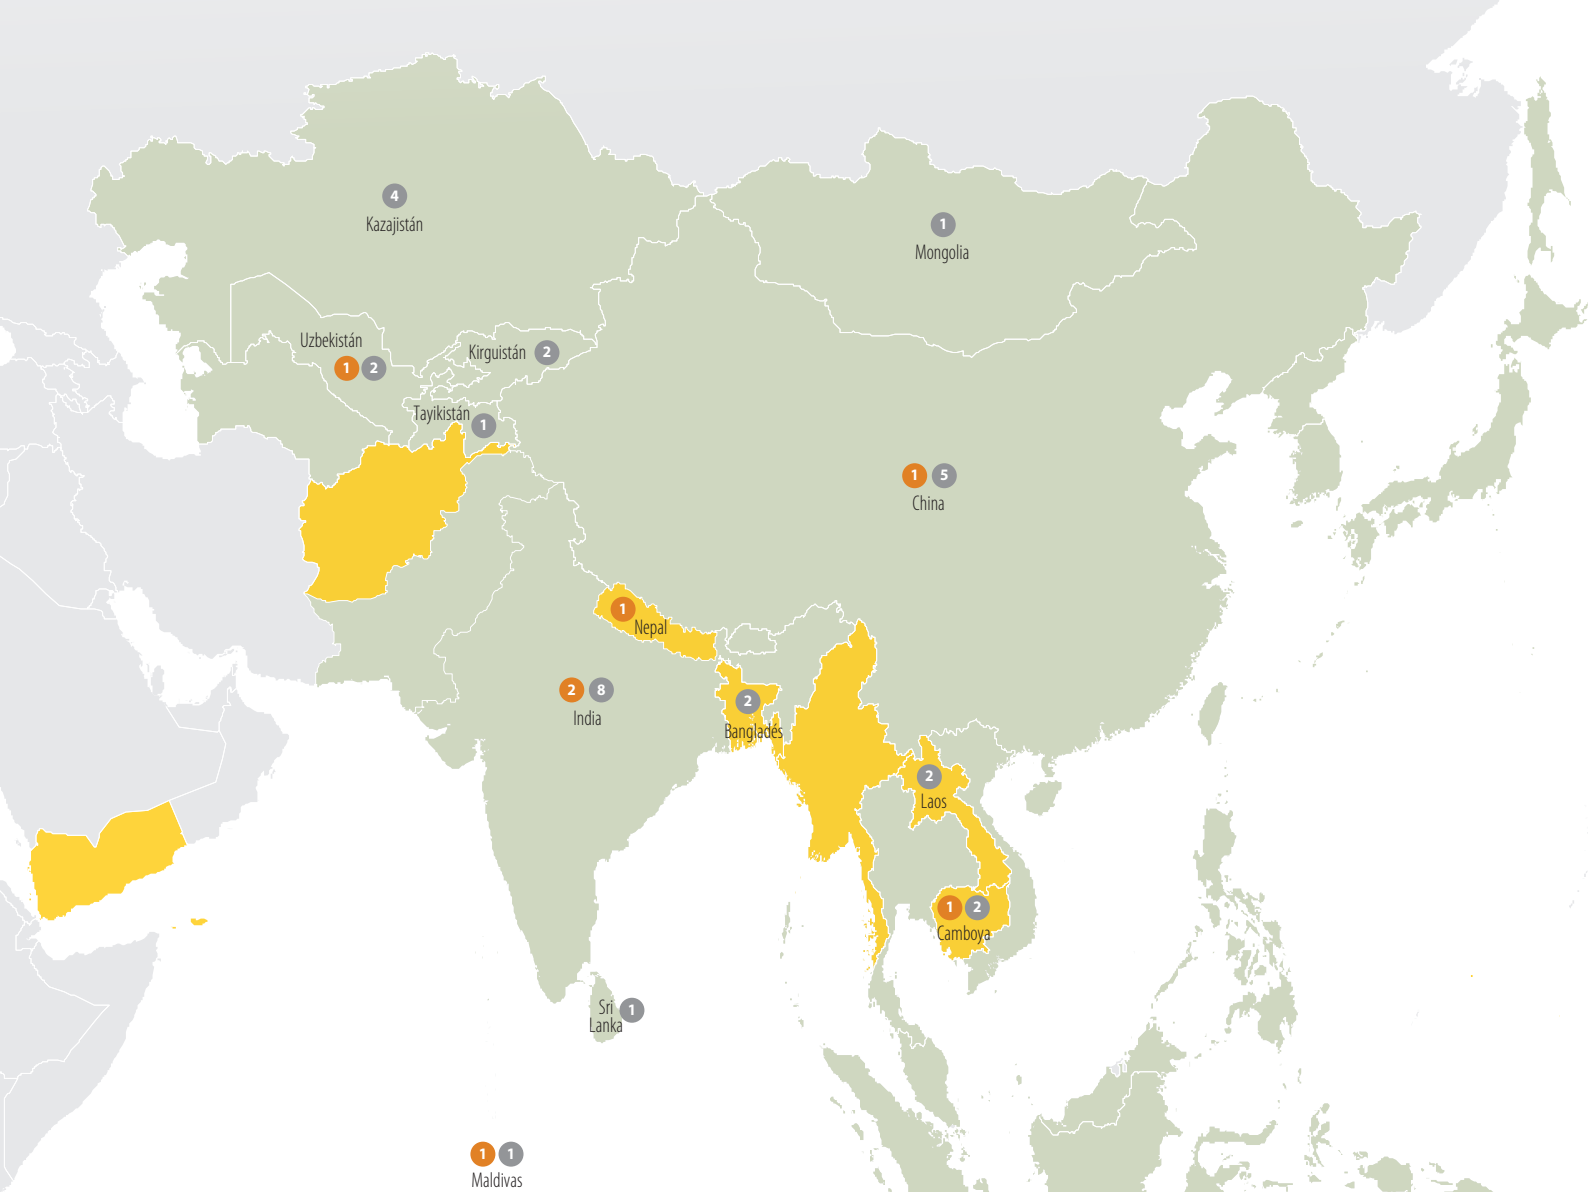 4
Kazajistán
1
Mongolia
Uzbekistán
1 2
Kirguistán 2
Tayikistán 1
1 5
China
1
Nepal
2 8
India
2
Bangladés
2
Laos
1 2
Camboya
Sri 1
Lanka
1 1
Maldivas